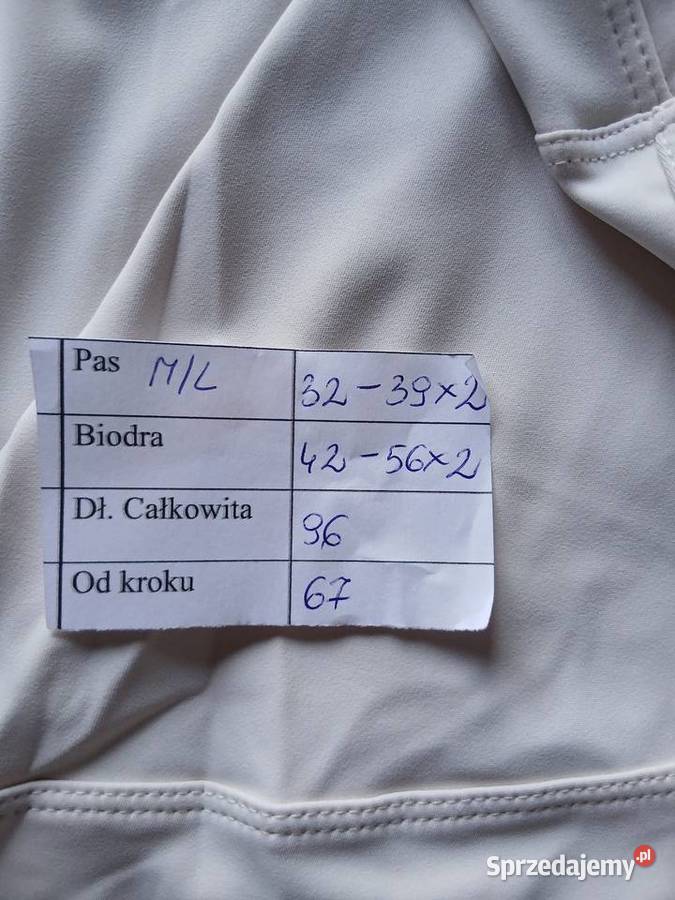 Pas M/L 32-39x2
Biodra 42-56x2
Dł. Całkowita 96
Od kroku 67
Sprzedajemy.pl